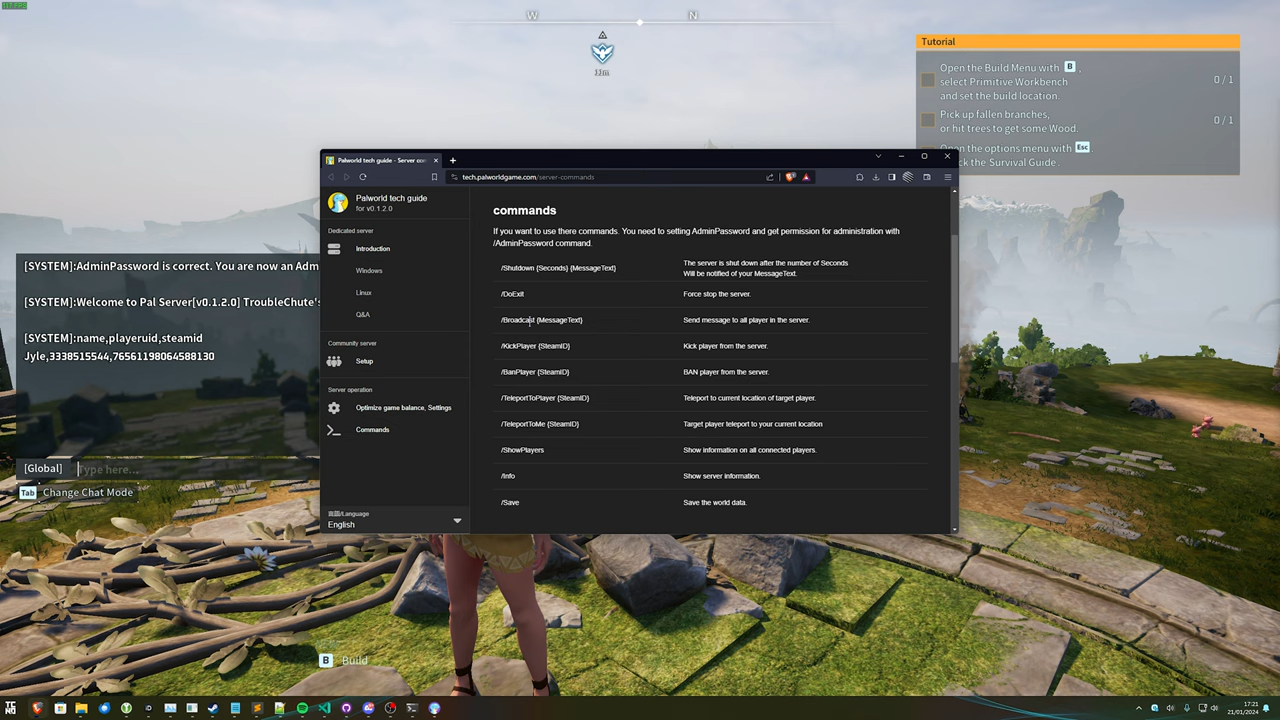 W
N
11m
Tutorial
Open the Build Menu with B ,
select Primitive Workbench
and set the build location.
0 / 1
Pick up fallen branches,
or hit trees to get some Wood.
0 / 1
Open the options menu with Esc
the Survival Guide.
Palworld tech guide - Server con
tech.palworldgame.com/server-commands
Palworld tech guide
for v0.1.2.0
Dedicated server
Introduction
Windows
Linux
Q&A
Community server
Setup
Server operation
Optimize game balance, Settings
Commands
言語/Language
English
commands
If you want to use there commands. You need to setting AdminPassword and get permission for administration with
/AdminPassword command.
/Shutdown {Seconds} {MessageText}
The server is shut down after the number of Seconds
Will be notified of your MessageText.
/DoExit
Force stop the server.
/Broadcast {MessageText}
Send message to all player in the server.
/KickPlayer {SteamID}
Kick player from the server.
/BanPlayer {SteamID}
BAN player from the server.
/TeleportToPlayer {SteamID}
Teleport to current location of target player.
/TeleportToMe {SteamID}
Target player teleport to your current location
/ShowPlayers
Show information on all connected players.
/Info
Show server information.
/Save
Save the world data.
[SYSTEM]:AdminPassword is correct. You are now an Adm
[SYSTEM]:Welcome to Pal Server[v0.1.2.0] TroubleChute's
[SYSTEM]:name,playeruid,steamid
Jyle,3338515544,76561198064588130
[Global] Type here...
Tab Change Chat Mode
B Build
17:21
21/01/2024